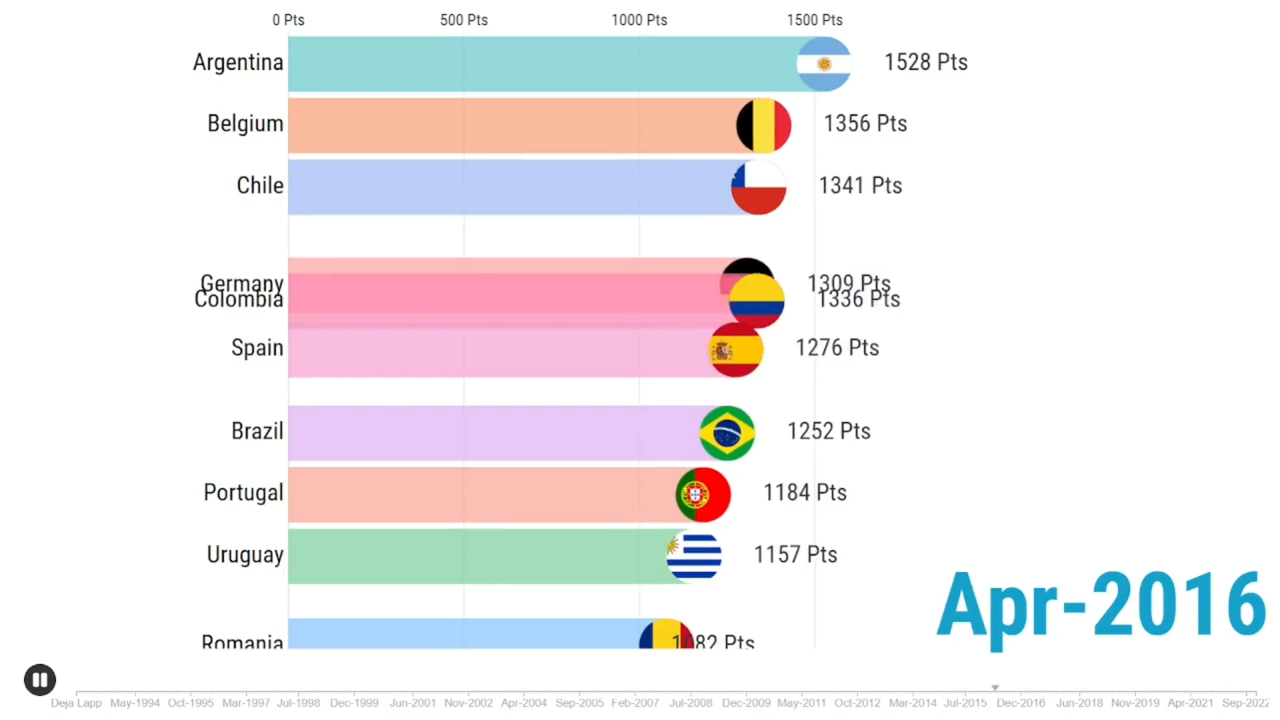 0 Pts 500 Pts 1000 Pts 1500 Pts
Argentina 1528 Pts
Belgium 1356 Pts
Chile 1341 Pts
Germany 1309 Pts
Colombia 1336 Pts
Spain 1276 Pts
Brazil 1252 Pts
Portugal 1184 Pts
Uruguay 1157 Pts
Romania 1082 Pts
Apr-2016
Deja Lapp May-1994 Oct-1995 Mar-1997 Jul-1998 Dec-1999 Jun-2001 Nov-2002 Apr-2004 Sep-2005 Feb-2007 Jul-2008 Dec-2009 May-2011 Oct-2012 Mar-2014 Jul-2015 Dec-2016 Jun-2018 Nov-2019 Apr-2021 Sep-2022